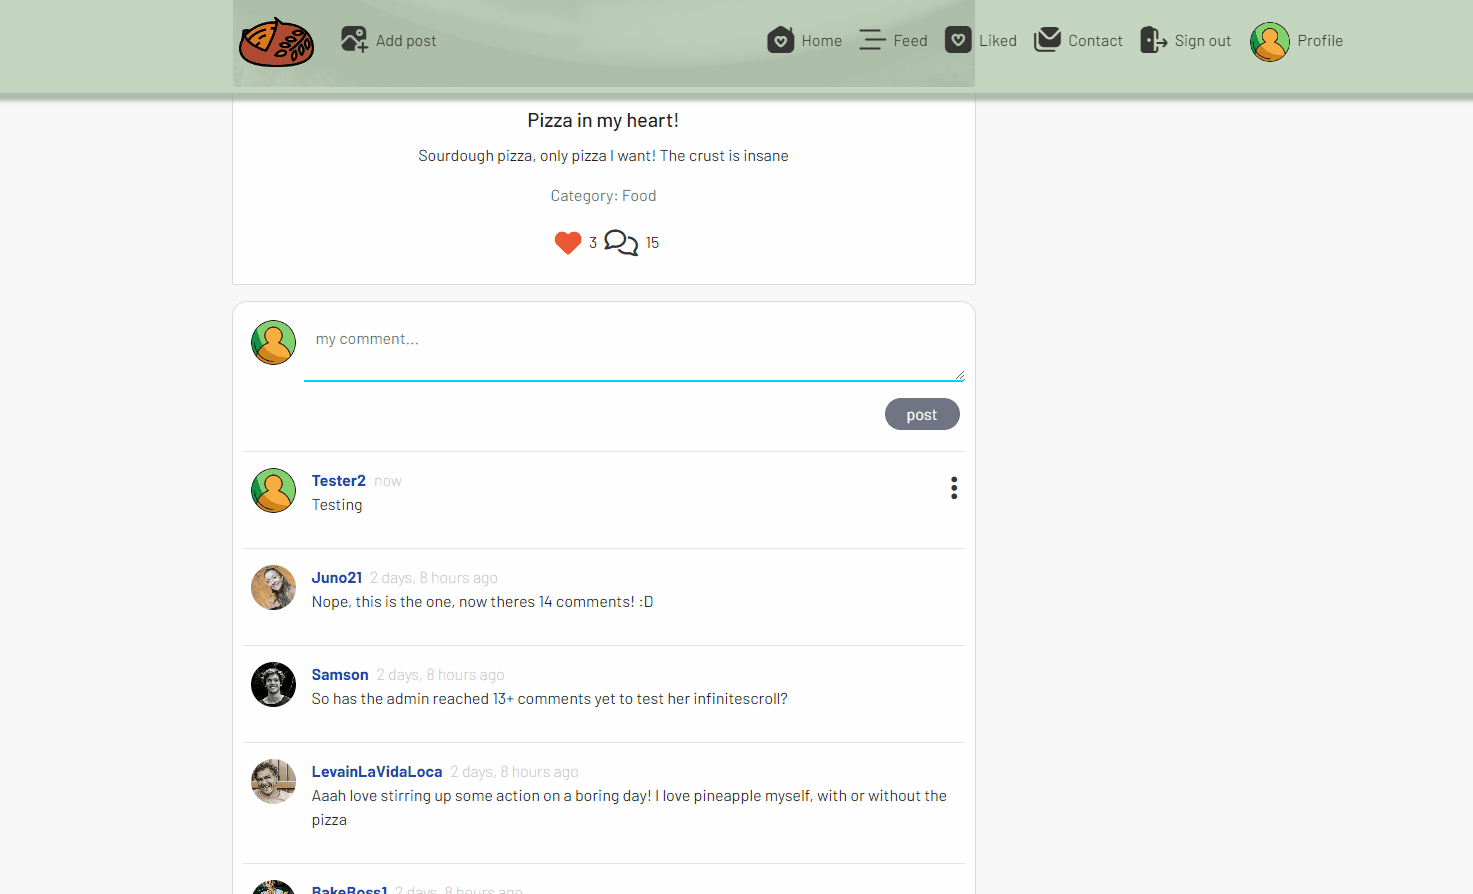 Add post
Home
Feed
Liked
Contact
Sign out
Profile
Pizza in my heart!
Sourdough pizza, only pizza I want! The crust is insane
Category: Food
3
15
my comment...
post
Tester2 now
Testing
Juno21 2 days, 8 hours ago
Nope, this is the one, now theres 14 comments! :D
Samson 2 days, 8 hours ago
So has the admin reached 13+ comments yet to test her infinitescroll?
LevainLaVidaLoca 2 days, 8 hours ago
Aaah love stirring up some action on a boring day! I love pineapple myself, with or without the
pizza
BakeBoss1 2 days, 8 hours ago